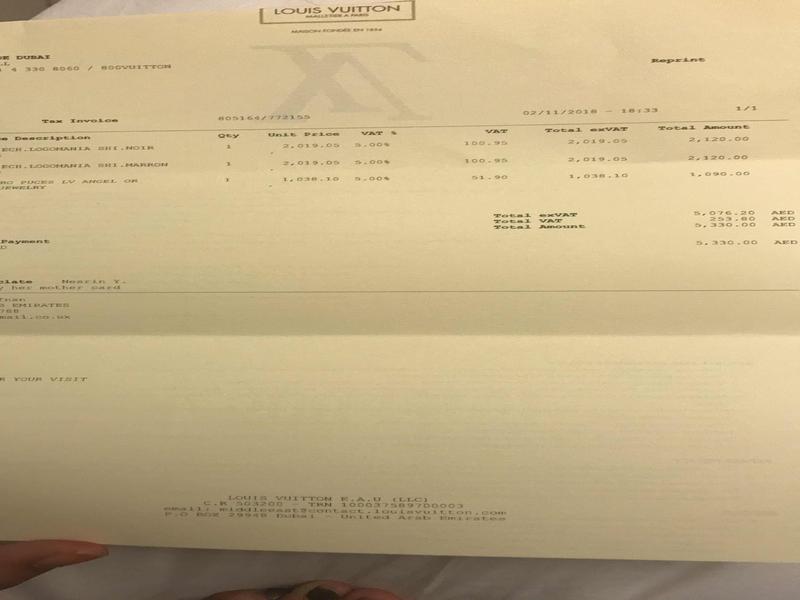 LOUIS VUITTON
MALLETIER A PARIS
MAISON FONDÉE EN 1854
DUBAI
4 330 8060 / 800VUITTON
Reprint
Tax Invoice 805164/772155 02/11/2018 - 18:33 1/1
Description Qty Unit Price VAT % VAT Total exVAT Total Amount
ECH.LOGOMANIA SHI.NOIR 1 2,019.05 5.00% 100.95 2,019.05 2,120.00
ECH.LOGOMANIA SHI.MARRON 1 2,019.05 5.00% 100.95 2,019.05 2,120.00
PUCES LV ANGEL OR 1 1,038.10 5.00% 51.90 1,038.10 1,090.00
JEWELRY
Total exVAT 5,076.20 AED
Total VAT 253.80 AED
Total Amount 5,330.00 AED
Payment
5,330.00 AED
Y.
her mother card
EMIRATES
mail.co.uk
YOUR VISIT
LOUIS VUITTON E.A.U (LLC)
C.R 503200 - TRN 100037589700003
email: middleeast@contact.louisvuitton.com
P.O BOX 29948 Dubai - United Arab Emirates